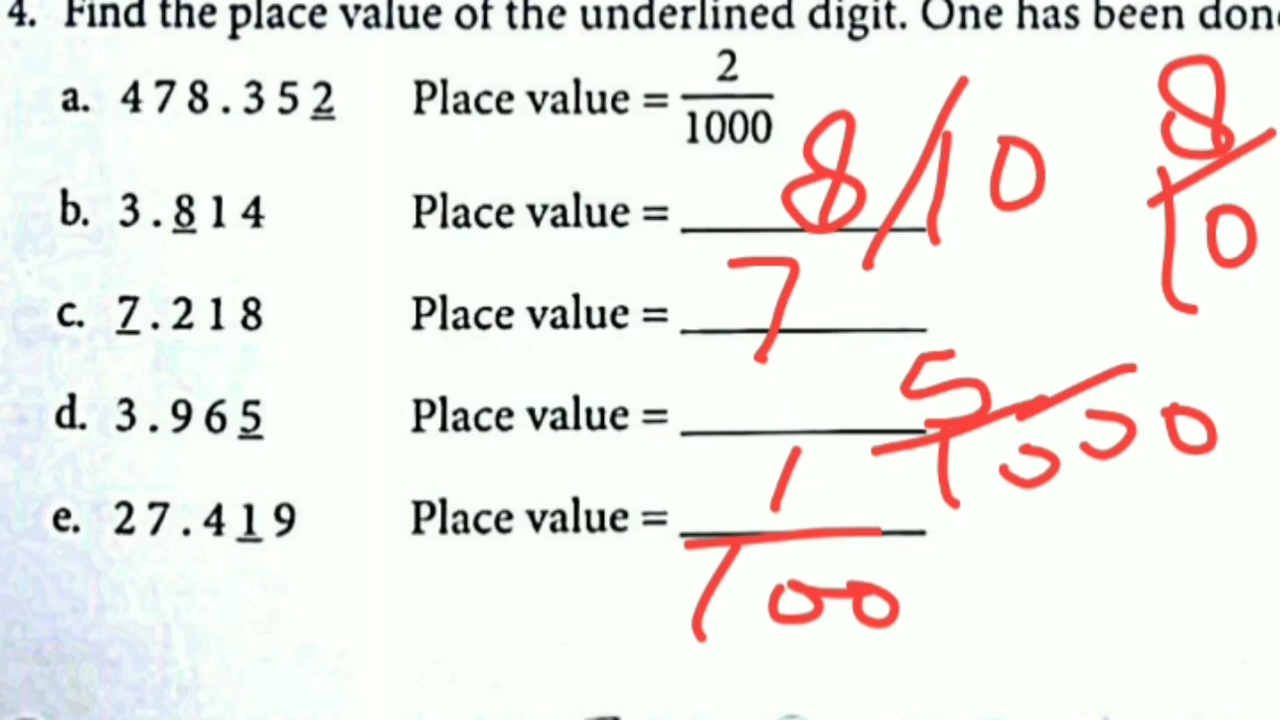 4. Find the place value of the underlined digit. One has been don
a. 478.352 Place value = 2/1000
b. 3.814 Place value = 8/10 8/10
c. 7.218 Place value = 7
d. 3.965 Place value = 5/1000
e. 27.419 Place value = 1/100